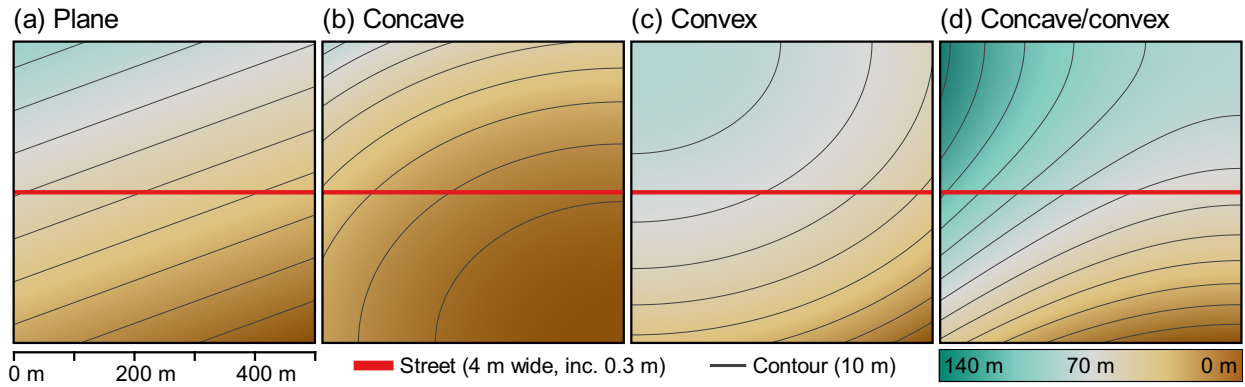 (a) Plane
(b) Concave
(c) Convex
(d) Concave/convex
0 m 200 m 400 m
Street (4 m wide, inc. 0.3 m)
Contour (10 m)
140 m 70 m 0 m